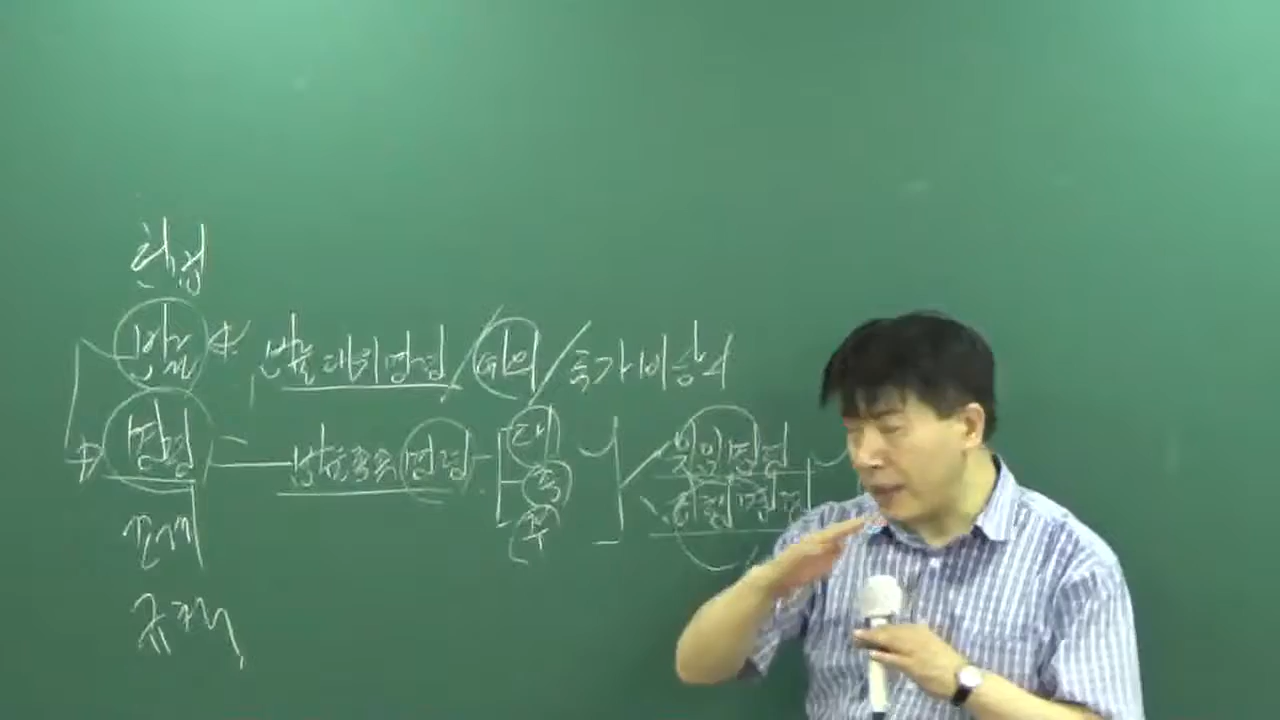 헌법
법률 법률대위명령 / 예외 / 국가비상시
명령 법률종속명령 대 위임명령
총 집행명령
부
조례
규칙